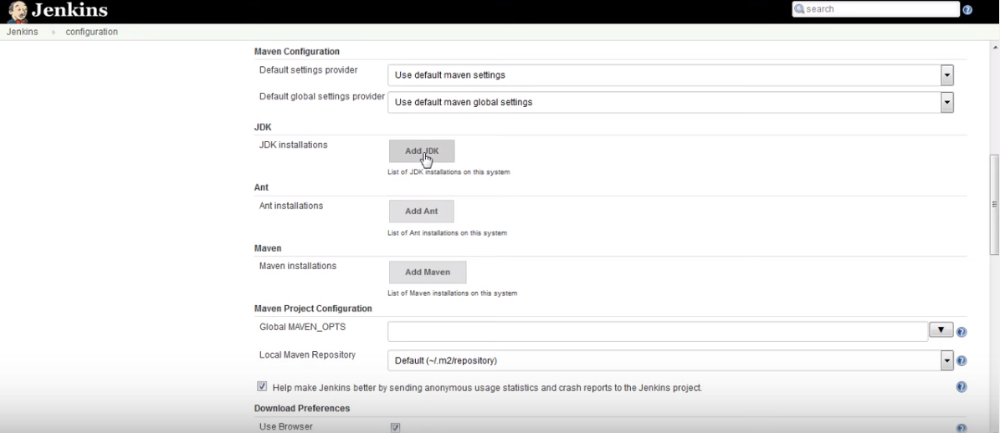 Jenkins
search
Jenkins configuration
Maven Configuration
Default settings provider Use default maven settings
Default global settings provider Use default maven global settings
JDK
JDK installations Add JDK
List of JDK installations on this system
Ant
Ant installations Add Ant
List of Ant installations on this system
Maven
Maven installations Add Maven
List of Maven installations on this system
Maven Project Configuration
Global MAVEN_OPTS
Local Maven Repository Default (~/.m2/repository)
Help make Jenkins better by sending anonymous usage statistics and crash reports to the Jenkins project.
Download Preferences
Use Browser